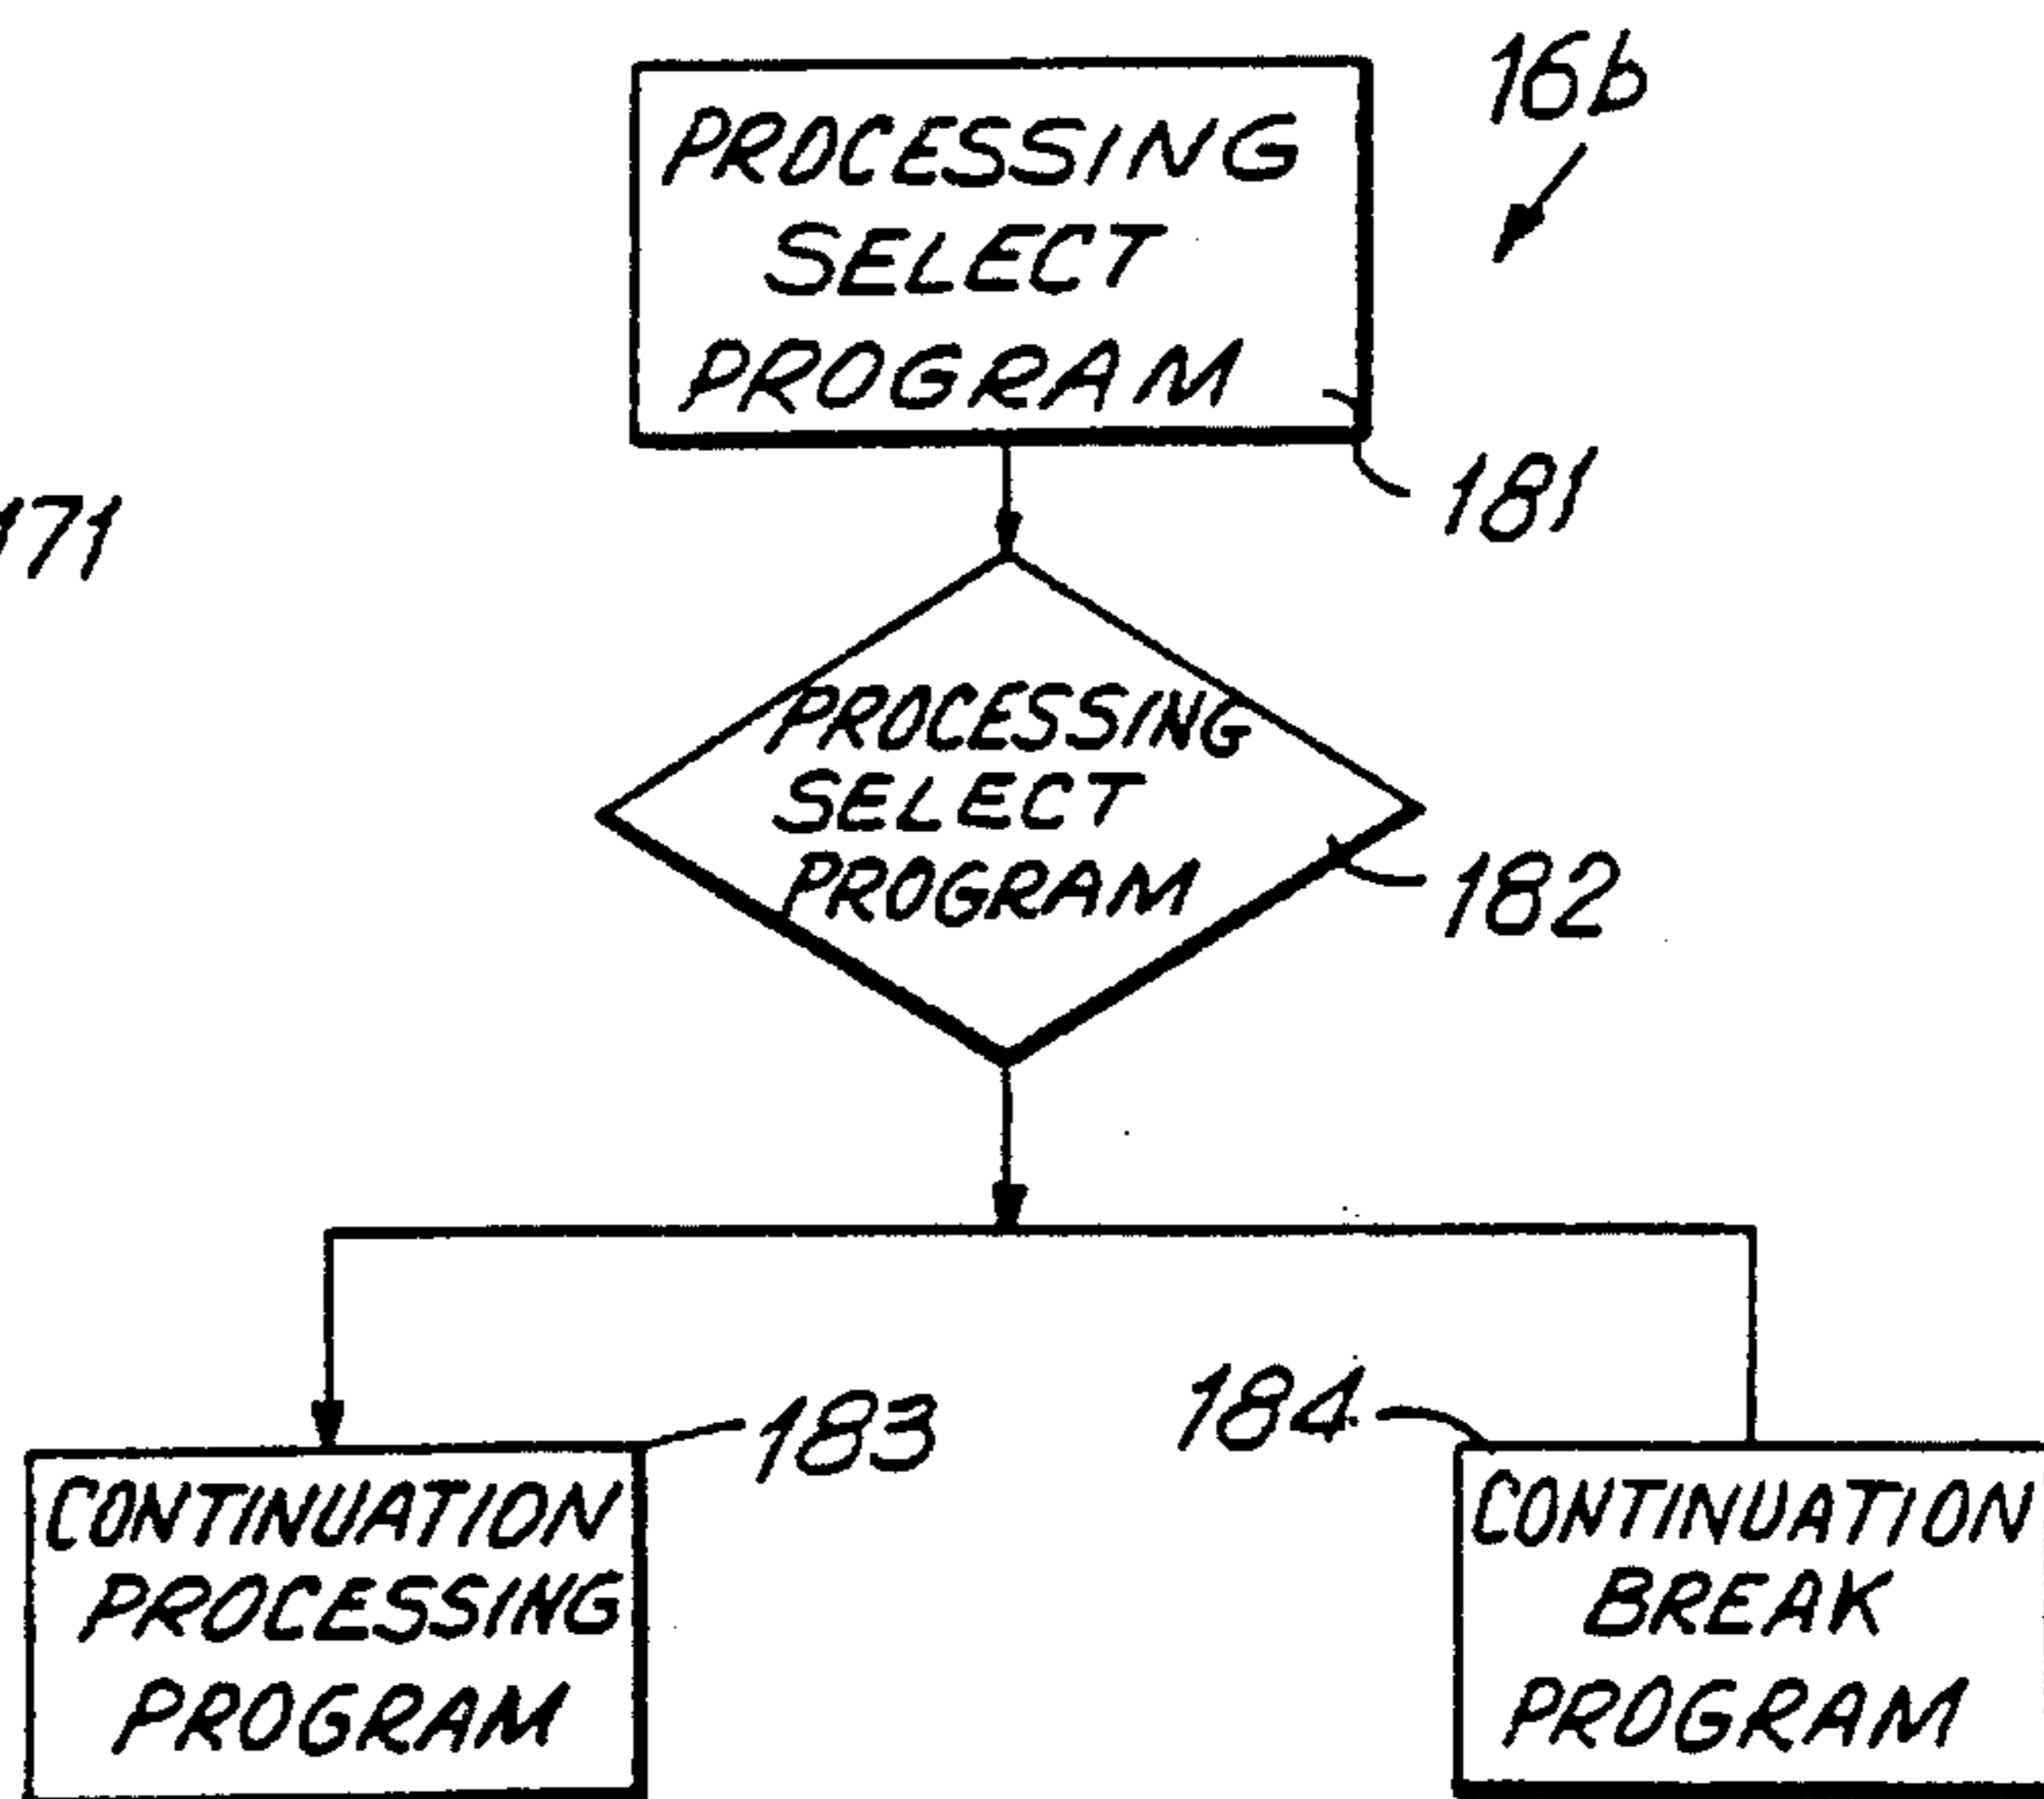 16b
PROCESSING
SELECT
PROGRAM
181
171
PROCESSING
SELECT
PROGRAM
182
183
184
CONTINUATION
PROCESSING
PROGRAM
CONTINUATION
BREAK
PROGRAM